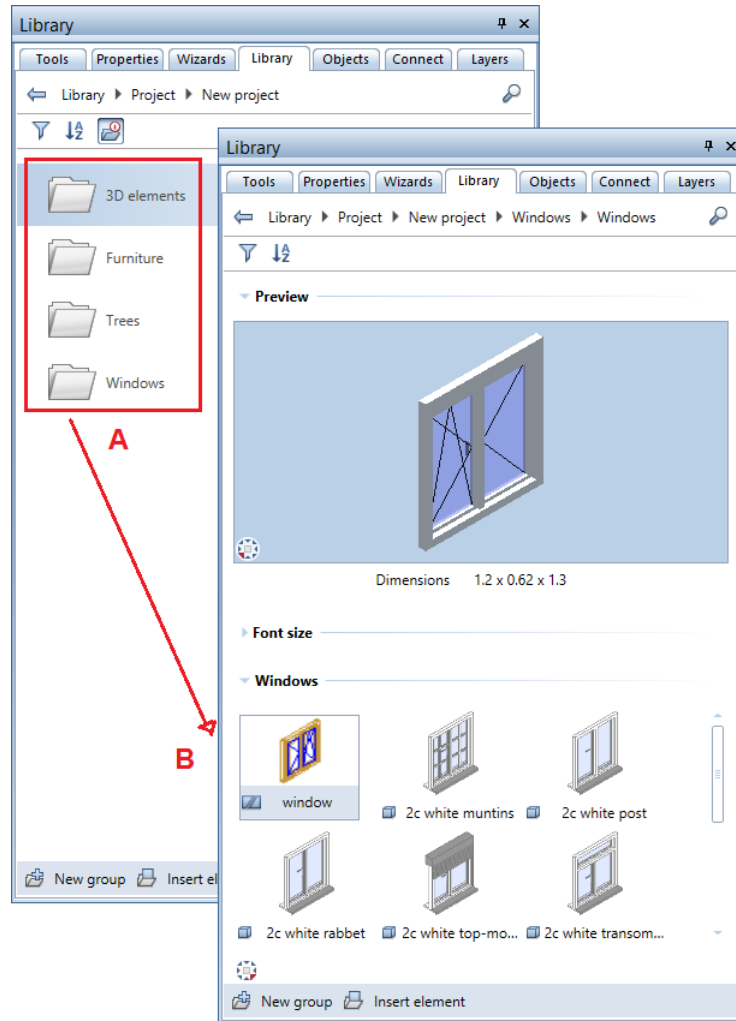 Library
Tools Properties Wizards Library Objects Connect Layers
Library Project New project
A
Z
3D elements
Furniture
Trees
Windows
A
New group Insert el
B
Library
Tools Properties Wizards Library Objects Connect Layers
Library Project New project Windows Windows
A
Z
Preview
Dimensions 1.2 x 0.62 x 1.3
Font size
Windows
window 2c white muntins 2c white post
2c white rabbet 2c white top-mo... 2c white transom...
New group Insert element